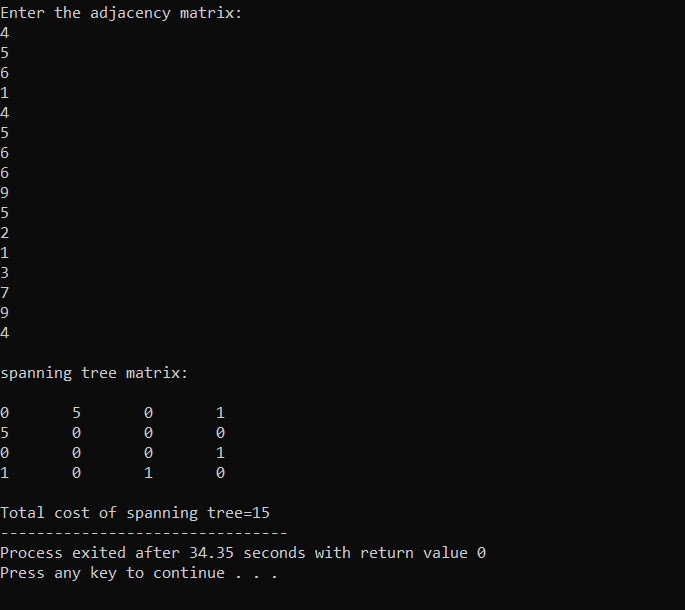 Enter the adjacency matrix:
4
5
6
1
4
5
6
6
9
5
2
1
3
7
9
4
spanning tree matrix:
0 5 0 1
5 0 0 0
0 0 0 1
1 0 1 0
Total cost of spanning tree=15
--------------------------------
Process exited after 34.35 seconds with return value 0
Press any key to continue . . .